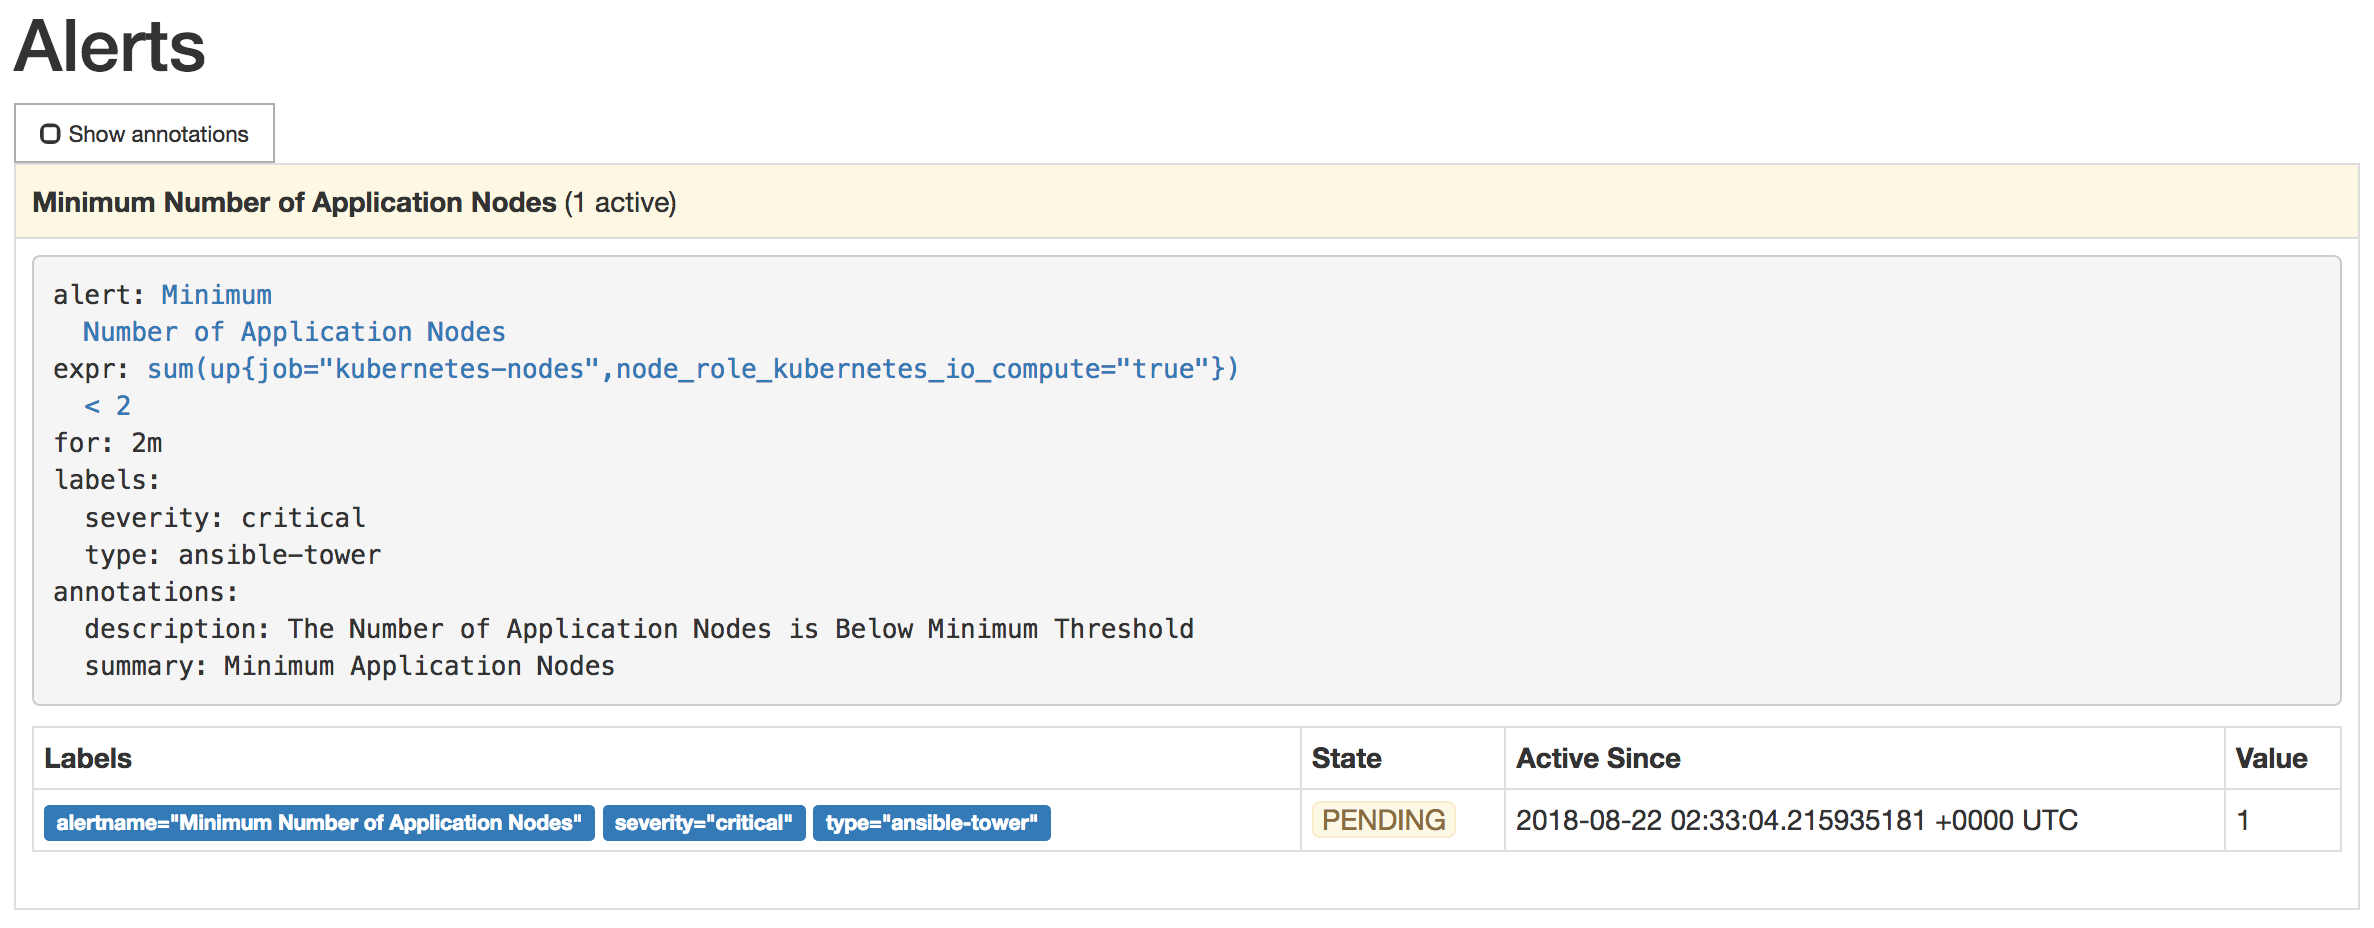 Alerts
Show annotations
Minimum Number of Application Nodes (1 active)
alert: Minimum
  Number of Application Nodes
expr: sum(up{job="kubernetes-nodes",node_role_kubernetes_io_compute="true"})
  < 2
for: 2m
labels:
  severity: critical
  type: ansible-tower
annotations:
  description: The Number of Application Nodes is Below Minimum Threshold
  summary: Minimum Application Nodes
Labels State Active Since Value
alertname="Minimum Number of Application Nodes" severity="critical" type="ansible-tower" PENDING 2018-08-22 02:33:04.215935181 +0000 UTC 1